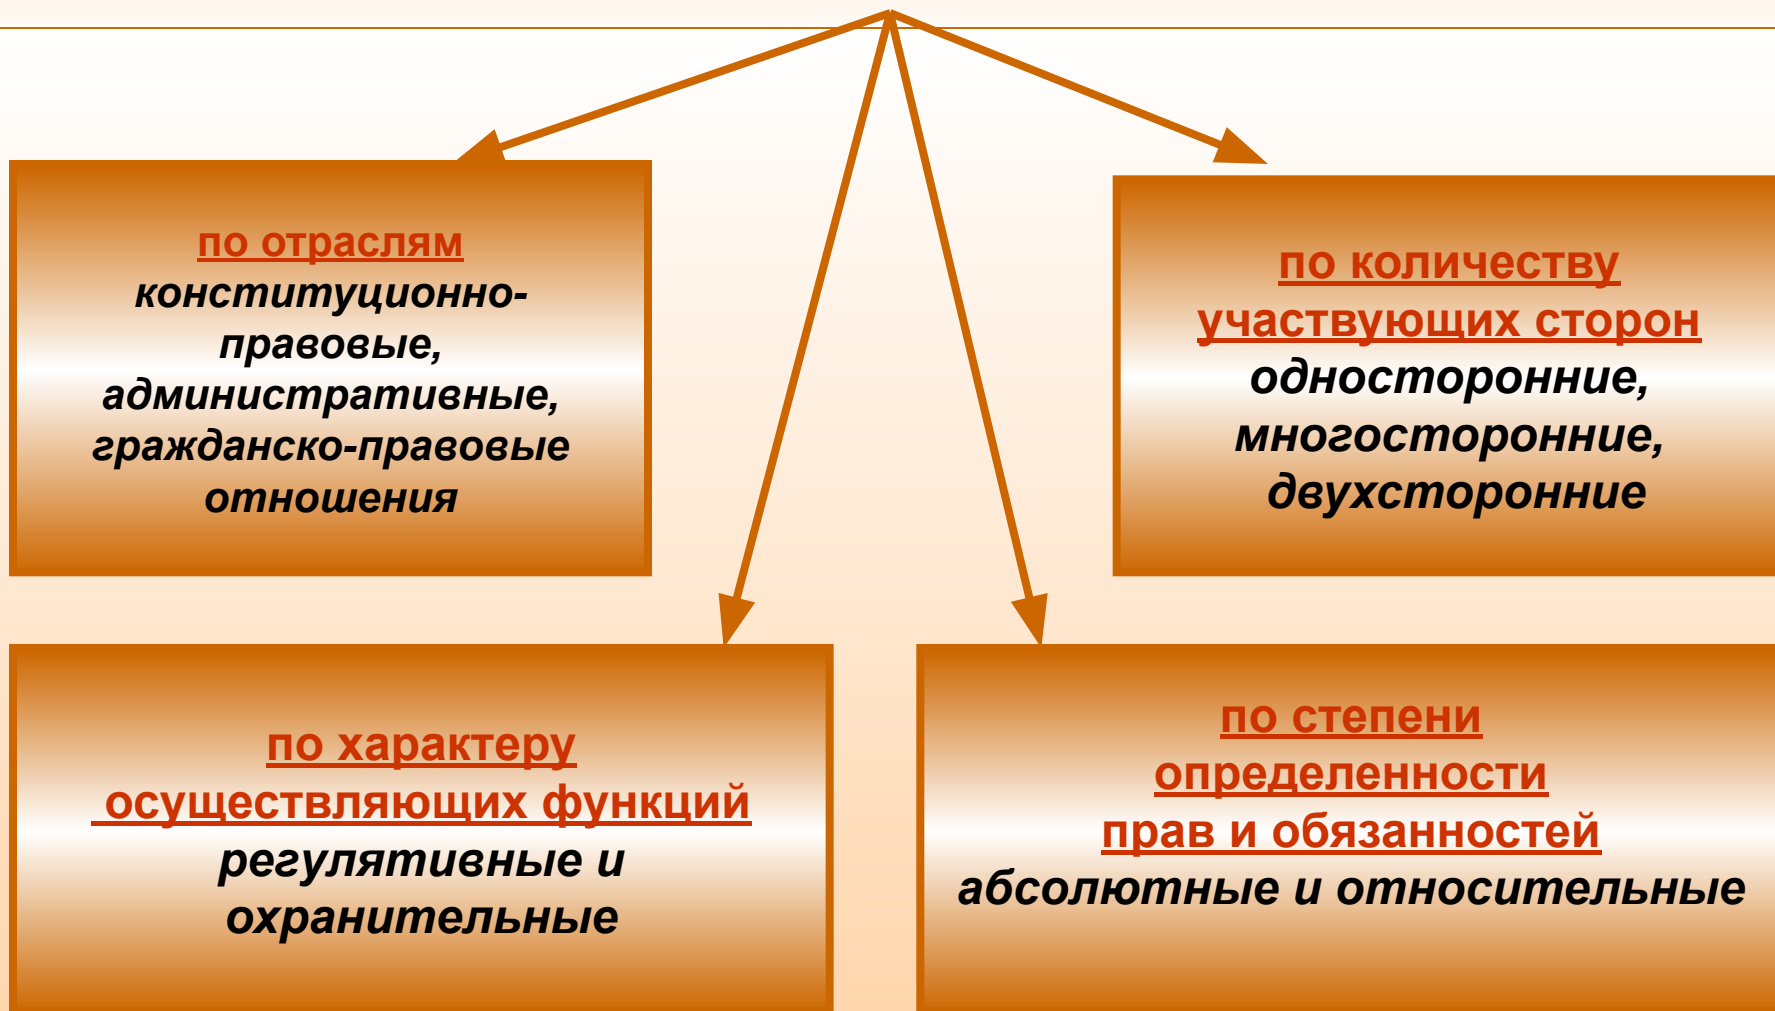 по отраслям
конституционно-
правовые,
административные,
гражданско-правовые
отношения
по количеству
участвующих сторон
односторонние,
многосторонние,
двухсторонние
по характеру
осуществляющих функций
регулятивные и
охранительные
по степени
определенности
прав и обязанностей
абсолютные и относительные